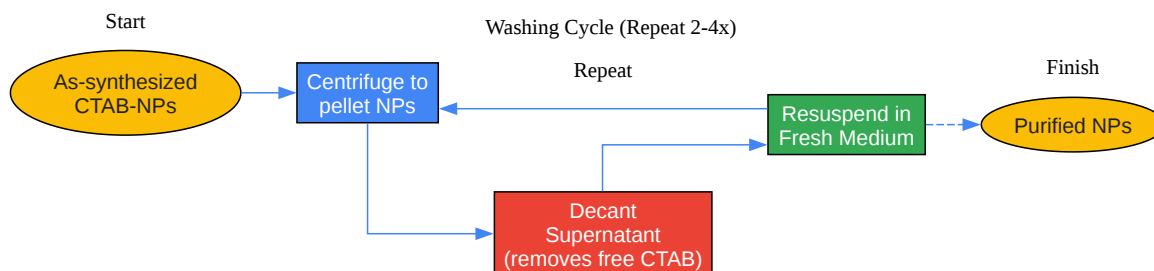 Start
Washing Cycle (Repeat 2-4x)
Repeat
Finish
As-synthesized
CTAB-NPs
Centrifuge to
pellet NPs
Resuspend in
Fresh Medium
Purified NPs
Decant
Supernatant
(removes free CTAB)